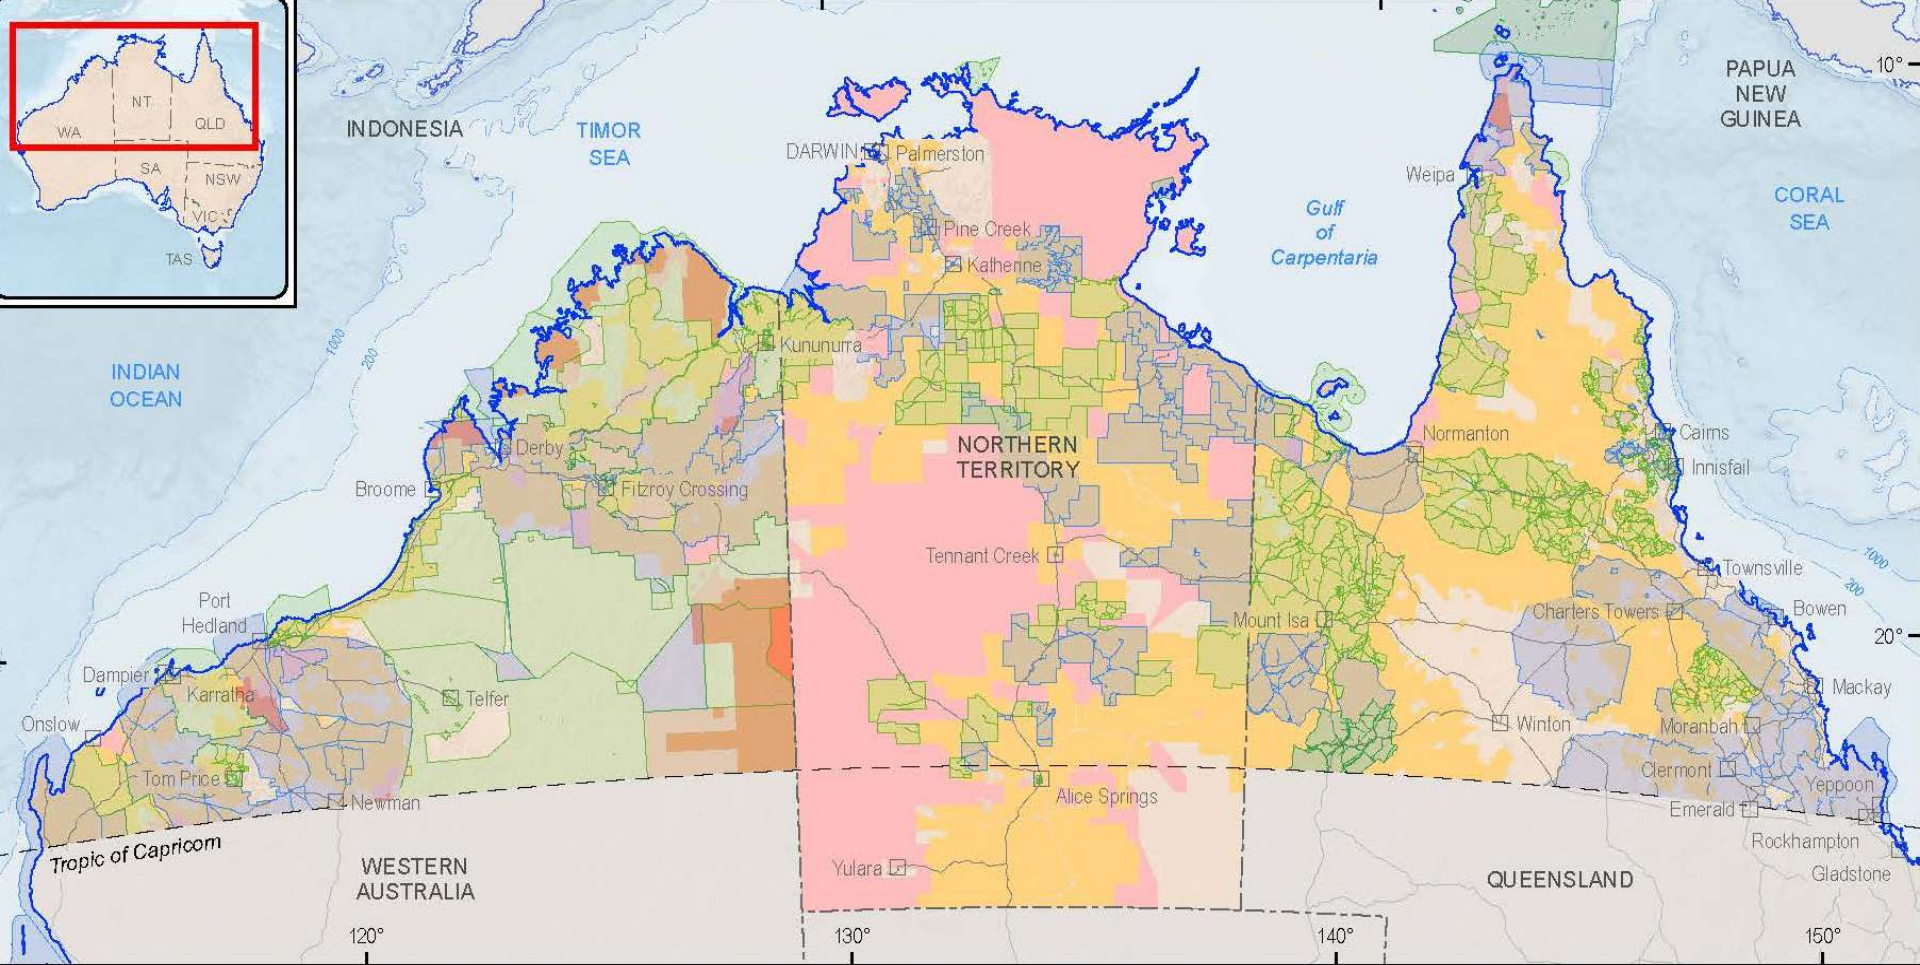 NT
WA
QLD
SA
NSW
VIC
TAS
INDONESIA
TIMOR
SEA
PAPUA
NEW
GUINEA
10°
DARWIN
Palmerston
Weipa
Gulf
of
Carpentaria
CORAL
SEA
Pine Creek
Katherine
1000
200
Kununurra
INDIAN
OCEAN
NORTHERN
TERRITORY
Normanton
Cairns
Innisfail
Derby
Broome
Fitzroy Crossing
Tennant Creek
1000
200
Townsville
Port
Hedland
Mount Isa
Charters Towers
Bowen
20°
Dampier
Karratha
Telfer
Mackay
Onslow
Winton
Moranbah
Tom Price
Newman
Clermont
Yeppoon
Alice Springs
Emerald
Tropic of Capricorn
Rockhampton
WESTERN
AUSTRALIA
Yulara
QUEENSLAND
Gladstone
120°
130°
140°
150°